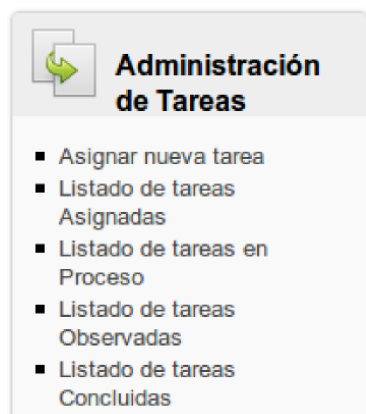 Administración
de Tareas
Asignar nueva tarea
Listado de tareas
Asignadas
Listado de tareas en
Proceso
Listado de tareas
Observadas
Listado de tareas
Concluidas